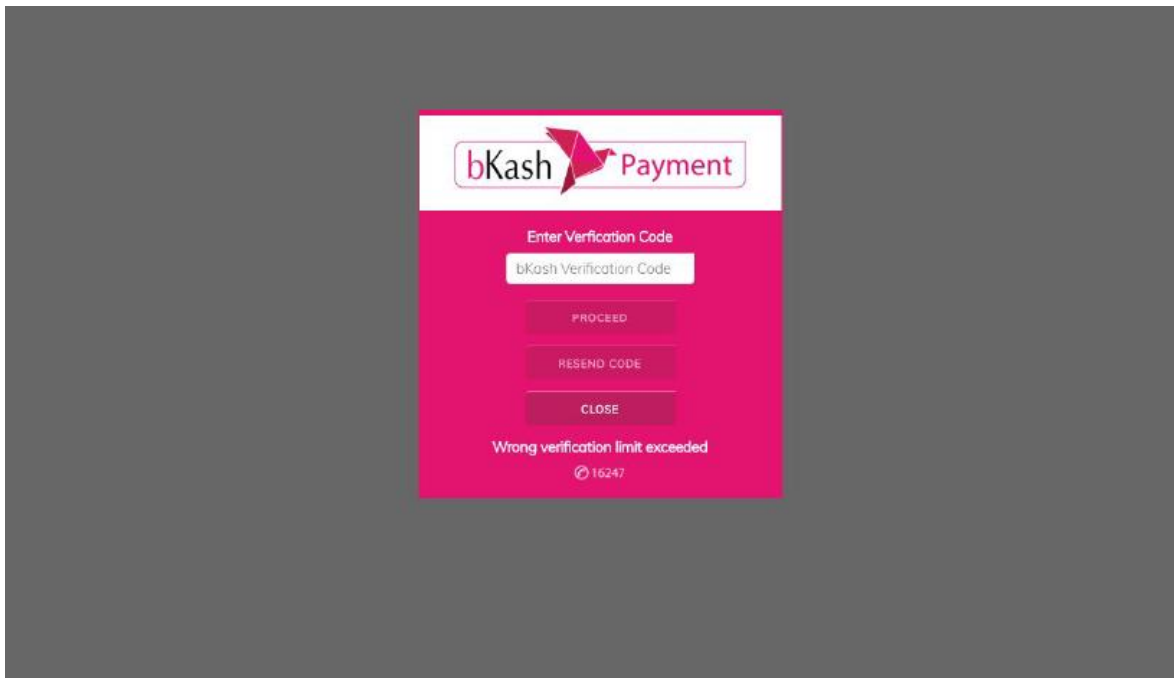 bKash Payment
Enter Verfication Code
bKash Verification Code
PROCEED
RESEND CODE
CLOSE
Wrong verification limit exceeded
16247